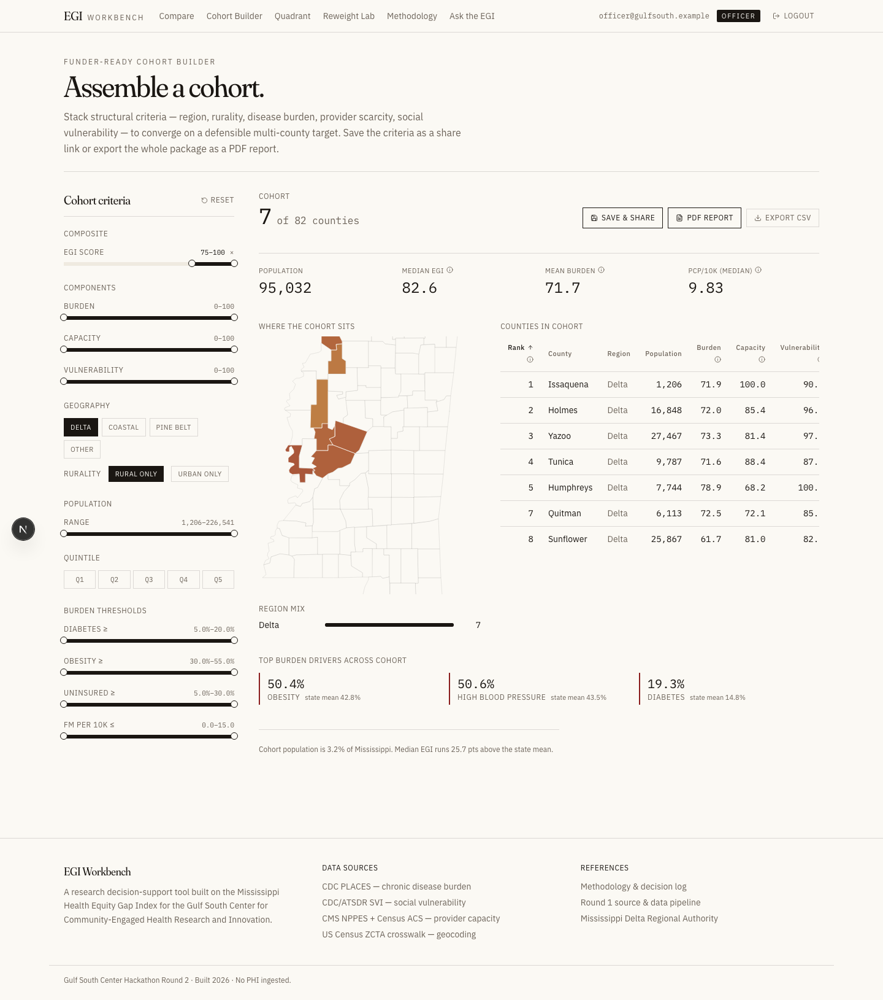 EGI WORKBENCH Compare Cohort Builder Quadrant Reweight Lab Methodology Ask the EGI officer@gulfsouth.example OFFICER LOGOUT
FUNDER-READY COHORT BUILDER
Assemble a cohort.
Stack structural criteria — region, rurality, disease burden, provider scarcity, social
vulnerability — to converge on a defensible multi-county target. Save the criteria as a share
link or export the whole package as a PDF report.
Cohort criteria RESET
COMPOSITE
EGI SCORE 75–100 ×
COMPONENTS
BURDEN 0–100
CAPACITY 0–100
VULNERABILITY 0–100
GEOGRAPHY
DELTA COASTAL PINE BELT
OTHER
RURALITY RURAL ONLY URBAN ONLY
POPULATION
RANGE 1,206–226,541
QUINTILE
Q1 Q2 Q3 Q4 Q5
BURDEN THRESHOLDS
DIABETES ≥ 5.0%–20.0%
OBESITY ≥ 30.0%–55.0%
UNINSURED ≥ 5.0%–30.0%
FM PER 10K ≤ 0.0–15.0
COHORT
7 of 82 counties
SAVE & SHARE PDF REPORT EXPORT CSV
POPULATION MEDIAN EGI MEAN BURDEN PCP/10K (MEDIAN)
95,032 82.6 71.7 9.83
WHERE THE COHORT SITS
COUNTIES IN COHORT
Rank ↑ County Region Population Burden Capacity Vulnerabilit
1 Issaquena Delta 1,206 71.9 100.0 90.
2 Holmes Delta 16,848 72.0 85.4 96.
3 Yazoo Delta 27,467 73.3 81.4 97.
4 Tunica Delta 9,787 71.6 88.4 87.
5 Humphreys Delta 7,744 78.9 68.2 100.
7 Quitman Delta 6,113 72.5 72.1 85.
8 Sunflower Delta 25,867 61.7 81.0 82.
REGION MIX
Delta 7
TOP BURDEN DRIVERS ACROSS COHORT
50.4% 50.6% 19.3%
OBESITY state mean 42.8% HIGH BLOOD PRESSURE state mean 43.5% DIABETES state mean 14.8%
Cohort population is 3.2% of Mississippi. Median EGI runs 25.7 pts above the state mean.
N
EGI Workbench
A research decision-support tool built on the Mississippi
Health Equity Gap Index for the Gulf South Center for
Community-Engaged Health Research and Innovation.
DATA SOURCES
CDC PLACES — chronic disease burden
CDC/ATSDR SVI — social vulnerability
CMS NPPES + Census ACS — provider capacity
US Census ZCTA crosswalk — geocoding
REFERENCES
Methodology & decision log
Round 1 source & data pipeline
Mississippi Delta Regional Authority
Gulf South Center Hackathon Round 2 · Built 2026 · No PHI ingested.